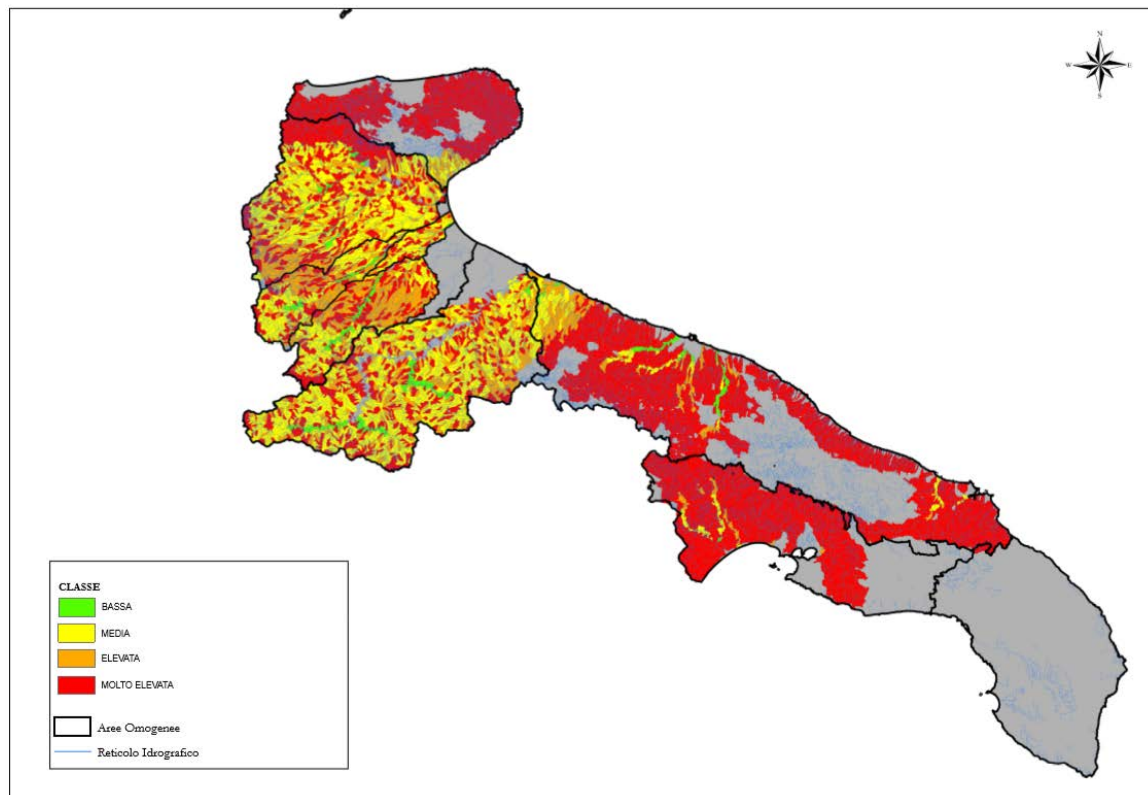 N
W E
S
CLASSE
BASSA
MEDIA
ELEVATA
MOLTO ELEVATA
Aree Omogenee
Reticolo Idrografico